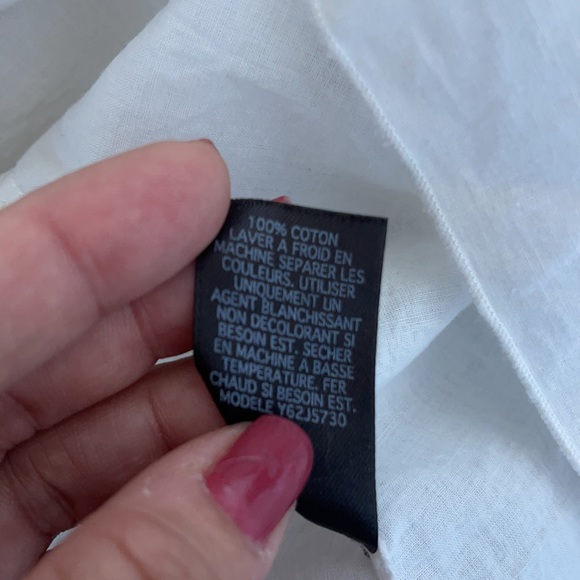 100% COTON
LAVER A FROID EN
MACHINE SEPARER LES
COULEURS. UTILISER
UNIQUEMENT UN
AGENT BLANCHISSANT
NON DECOLORANT SI
BESOIN EST. SECHER
EN MACHINE A BASSE
TEMPERATURE. FER
CHAUD SI BESOIN EST.
MODELE Y62JS730